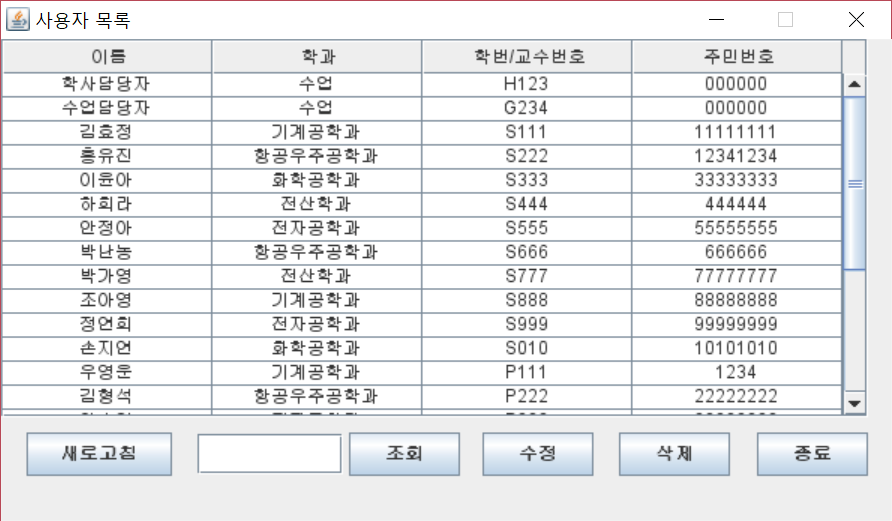 사용자 목록
이름 학과 학번/교수번호 주민번호
학사담당자 수업 H123 000000
수업담당자 수업 G234 000000
김효정 기계공학과 S111 11111111
홍유진 항공우주공학과 S222 12341234
이윤아 화학공학과 S333 33333333
하희라 전산학과 S444 444444
안정아 전자공학과 S555 55555555
박난농 항공우주공학과 S666 666666
박가영 전산학과 S777 77777777
조아영 기계공학과 S888 88888888
정연희 전자공학과 S999 99999999
손지연 화학공학과 S010 10101010
우영운 기계공학과 P111 1234
김형석 항공우주공학과 P222 22222222
새로고침 조회 수정 삭제 종료